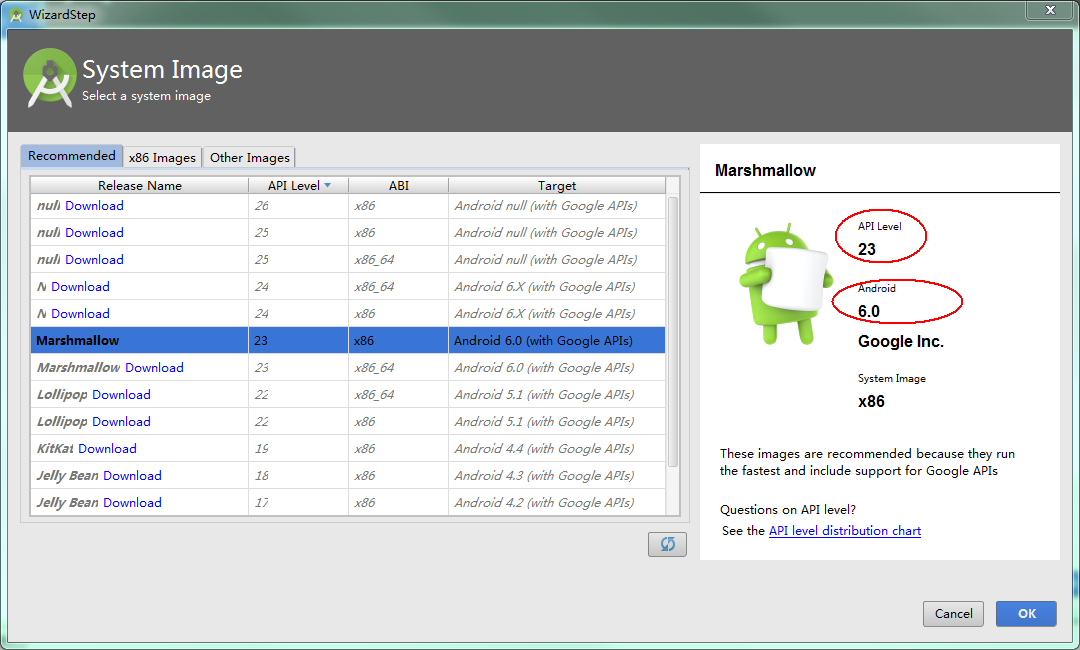 WizardStep
System Image
Select a system image
Recommended x86 Images Other Images
Release Name API Level ABI Target
null Download 26 x86 Android null (with Google APIs)
null Download 25 x86 Android null (with Google APIs)
null Download 25 x86_64 Android null (with Google APIs)
N Download 24 x86_64 Android 6.X (with Google APIs)
N Download 24 x86 Android 6.X (with Google APIs)
Marshmallow 23 x86 Android 6.0 (with Google APIs)
Marshmallow Download 23 x86_64 Android 6.0 (with Google APIs)
Lollipop Download 22 x86_64 Android 5.1 (with Google APIs)
Lollipop Download 22 x86 Android 5.1 (with Google APIs)
KitKat Download 19 x86 Android 4.4 (with Google APIs)
Jelly Bean Download 18 x86 Android 4.3 (with Google APIs)
Jelly Bean Download 17 x86 Android 4.2 (with Google APIs)
Marshmallow
API Level
23
Android
6.0
Google Inc.
System Image
x86
These images are recommended because they run
the fastest and include support for Google APIs
Questions on API level?
See the API level distribution chart
Cancel OK